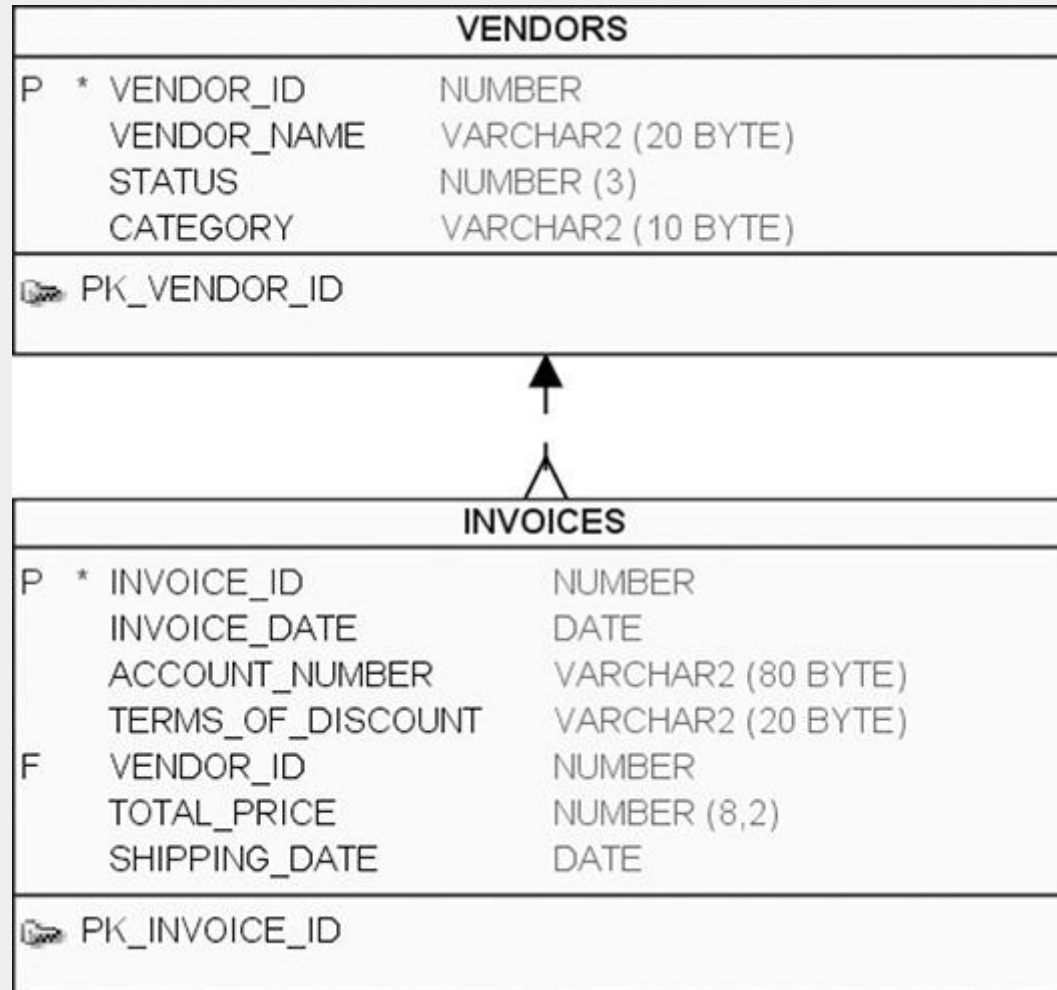 VENDORS
P * VENDOR_ID NUMBER
VENDOR_NAME VARCHAR2 (20 BYTE)
STATUS NUMBER (3)
CATEGORY VARCHAR2 (10 BYTE)
PK_VENDOR_ID
INVOICES
P * INVOICE_ID NUMBER
INVOICE_DATE DATE
ACCOUNT_NUMBER VARCHAR2 (80 BYTE)
TERMS_OF_DISCOUNT VARCHAR2 (20 BYTE)
F VENDOR_ID NUMBER
TOTAL_PRICE NUMBER (8,2)
SHIPPING_DATE DATE
PK_INVOICE_ID